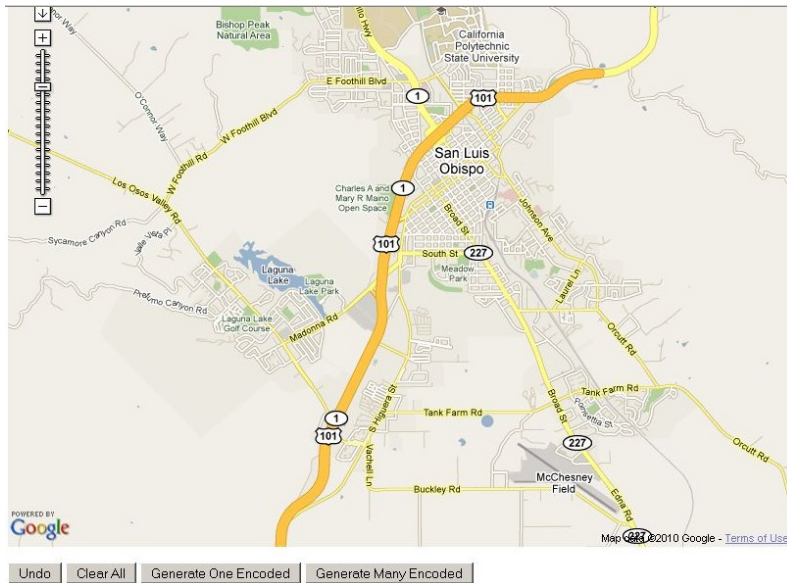 Bishop Peak
Natural Area
California
Polytechnic
State University
O'Connor Way
E Foothill Blvd
1
101
W Foothill Blvd
San Luis
Obispo
W Foothill Rd
Los Osos Valley Rd
Charles A and
Mary R Maino
Open Space
1
Johnson Ave
Broad St
Sycamore Canyon Rd
Valle Vista Pl
101
South St
227
Laguna
Lake
Laguna
Lake Park
Meadow
Park
Laurel Ln
Prefumo Canyon Rd
Laguna Lake
Golf Course
Madonna Rd
Orcutt Rd
S Higuera St
Tank Farm Rd
Broad St
Poinsettia St
1
101
Tank Farm Rd
227
Orcutt Rd
Vachell Ln
McChesney
Field
Buckley Rd
Edna Rd
POWERED BY
Google
227
Map data ©2010 Google - Terms of Use
Undo
Clear All
Generate One Encoded
Generate Many Encoded